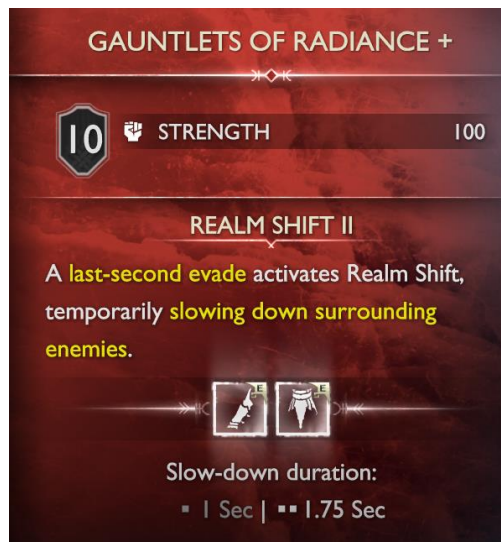 GAUNTLETS OF RADIANCE +
10 STRENGTH 100
REALM SHIFT II
A last-second evade activates Realm Shift,
temporarily slowing down surrounding
enemies.
E E
Slow-down duration:
▪ 1 Sec | ▪▪ 1.75 Sec